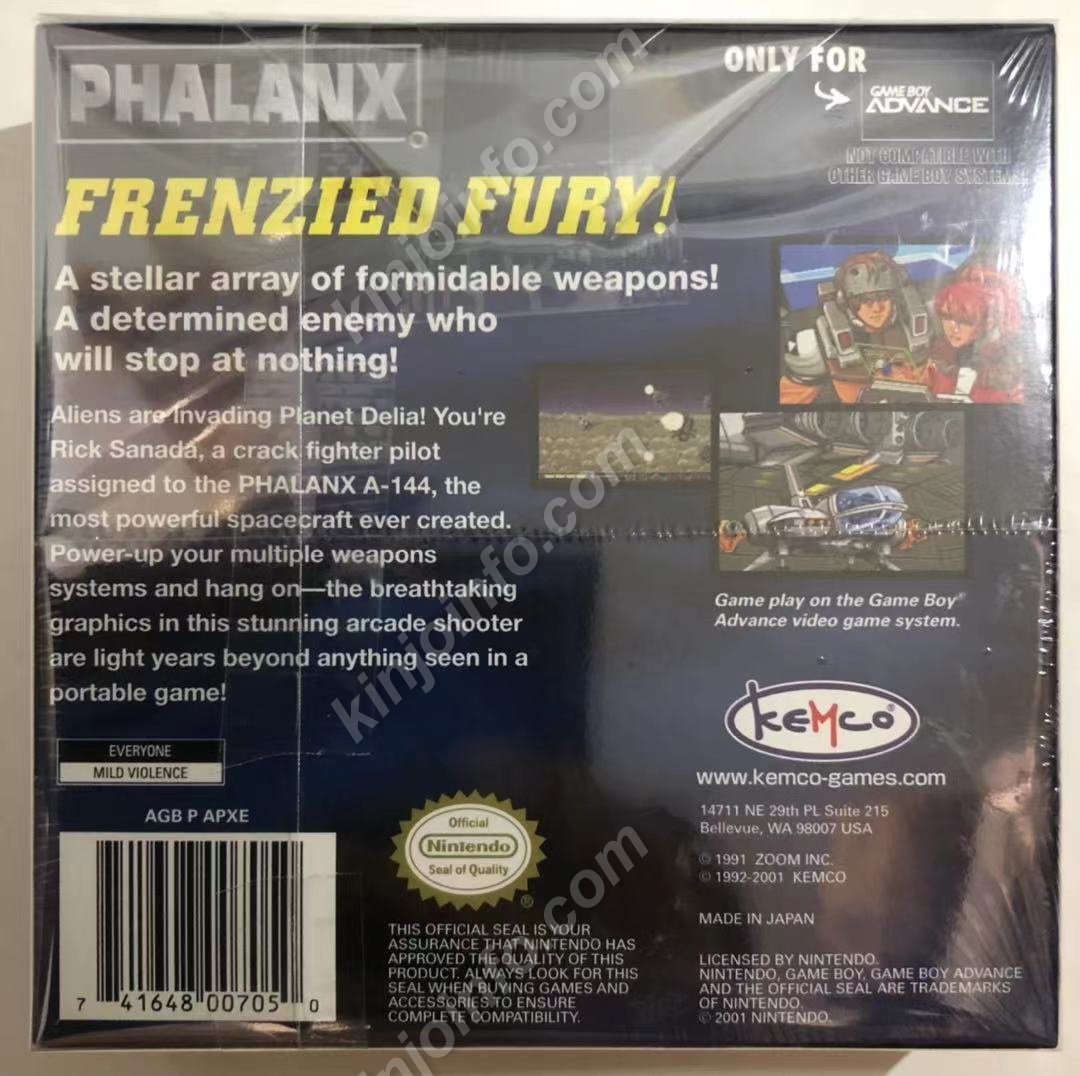 PHALANX
ONLY FOR
GAME BOY
ADVANCE
NOT COMPATIBLE WITH
OTHER GAME BOY SYSTEMS
FRENZIED FURY!
A stellar array of formidable weapons!
A determined enemy who
will stop at nothing!
Aliens are Invading Planet Delia! You're
Rick Sanada, a crack fighter pilot
assigned to the PHALANX A-144, the
most powerful spacecraft ever created.
Power-up your multiple weapons
systems and hang on—the breathtaking
graphics in this stunning arcade shooter
are light years beyond anything seen in a
portable game!
Game play on the Game Boy®
Advance video game system.
EVERYONE
MILD VIOLENCE
AGB P APXE
7 41648 00705 0
Official
Nintendo
Seal of Quality
®
THIS OFFICIAL SEAL IS YOUR
ASSURANCE THAT NINTENDO HAS
APPROVED THE QUALITY OF THIS
PRODUCT. ALWAYS LOOK FOR THIS
SEAL WHEN BUYING GAMES AND
ACCESSORIES TO ENSURE
COMPLETE COMPATIBILITY.
KEMCO®
www.kemco-games.com
14711 NE 29th PL Suite 215
Bellevue, WA 98007 USA
© 1991 ZOOM INC.
© 1992-2001 KEMCO
MADE IN JAPAN
LICENSED BY NINTENDO.
NINTENDO, GAME BOY, GAME BOY ADVANCE
AND THE OFFICIAL SEAL ARE TRADEMARKS
OF NINTENDO.
© 2001 NINTENDO.
kinjoinfo.com
kinjoinfo.com
kinjoinfo.com